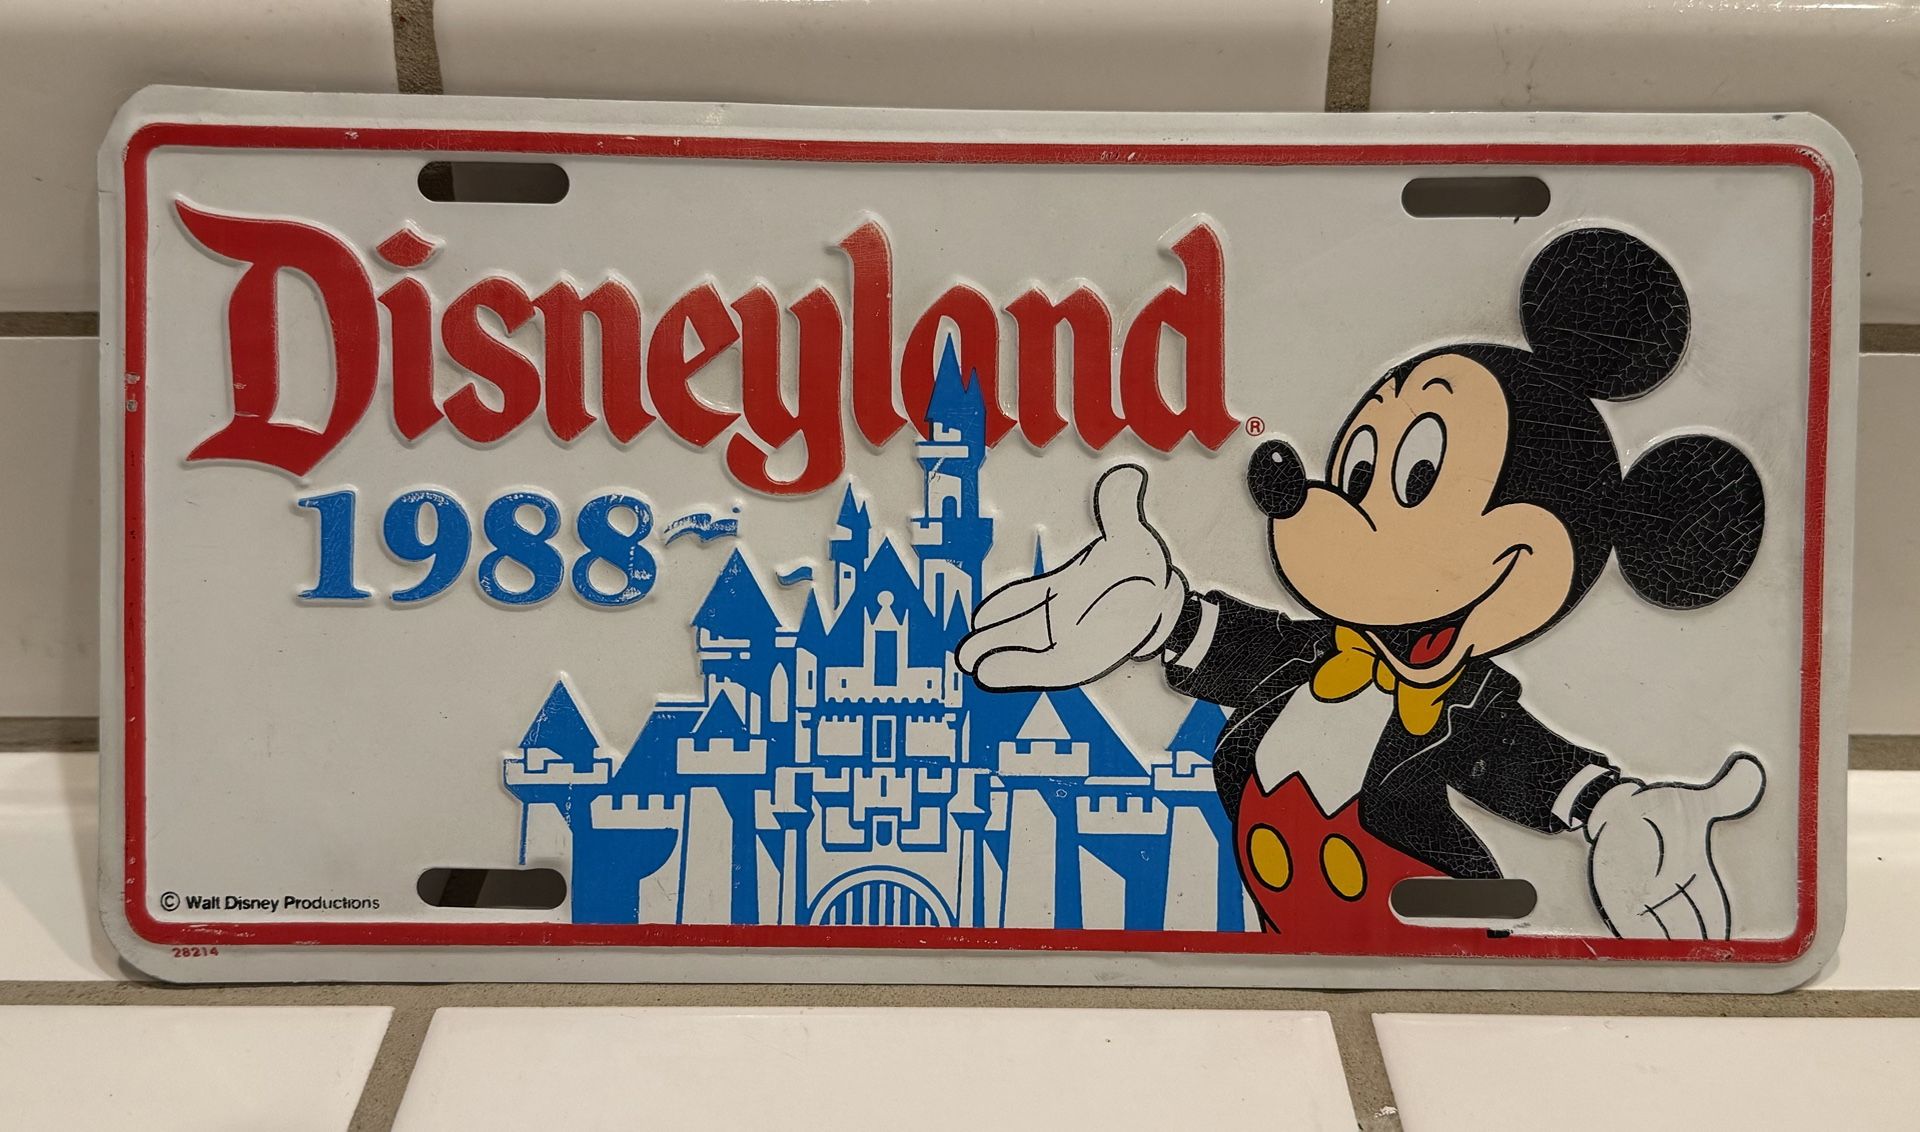 Disneyland®
1988
© Walt Disney Productions
28214